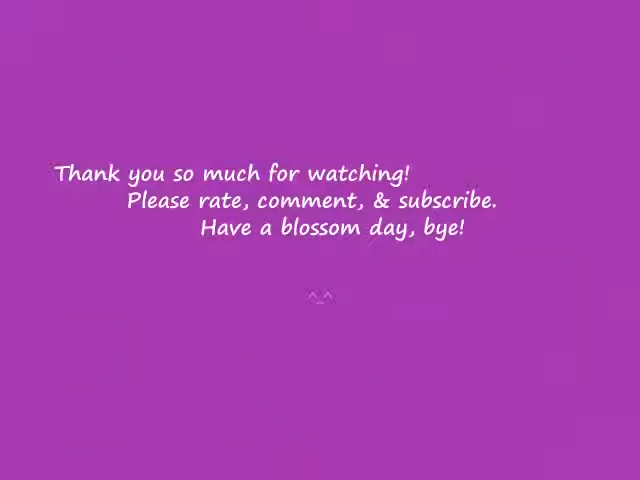 Thank you so much for watching!
Please rate, comment, & subscribe.
Have a blossom day, bye!
^_^